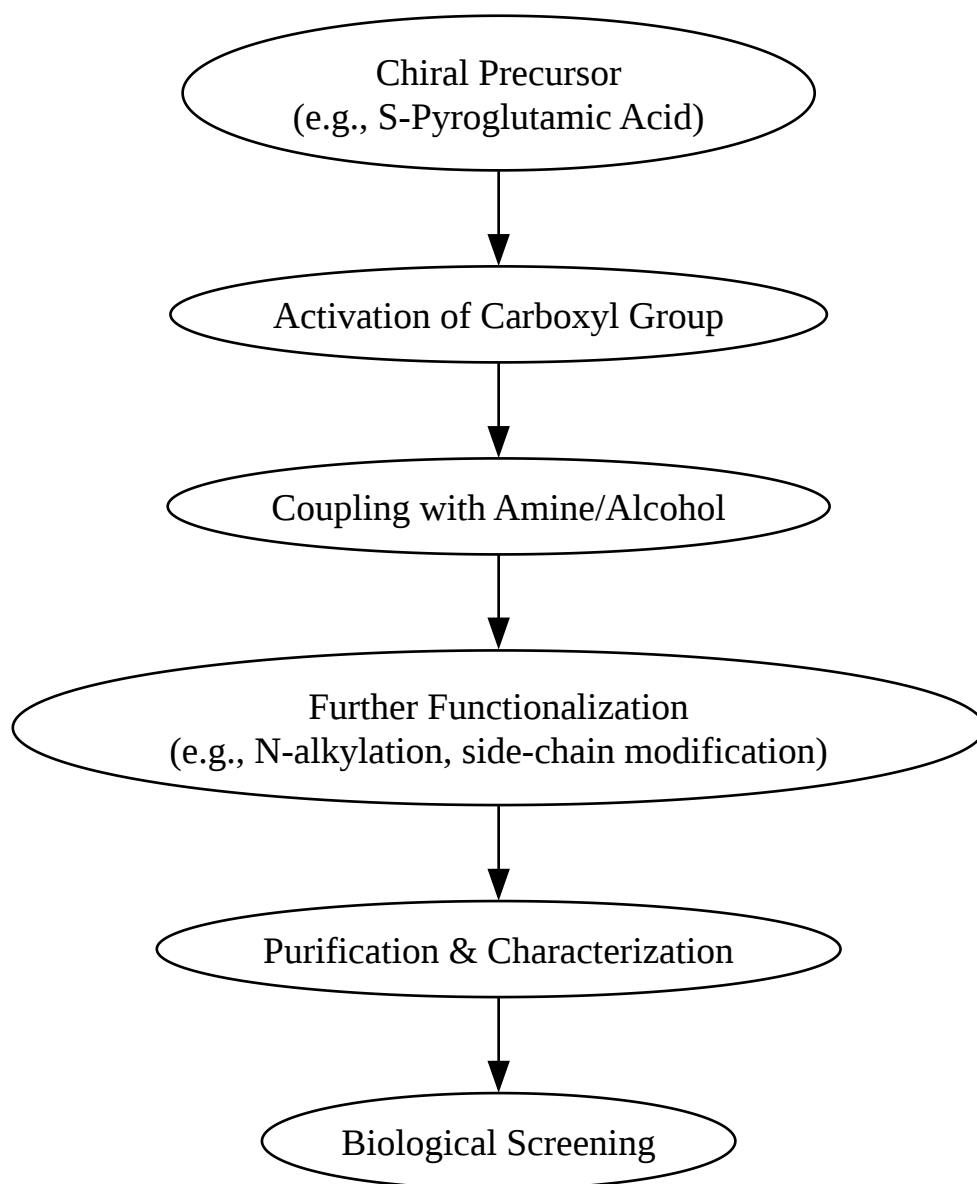 Chiral Precursor
(e.g., S-Pyroglutamic Acid)
Activation of Carboxyl Group
Coupling with Amine/Alcohol
Further Functionalization
(e.g., N-alkylation, side-chain modification)
Purification & Characterization
Biological Screening